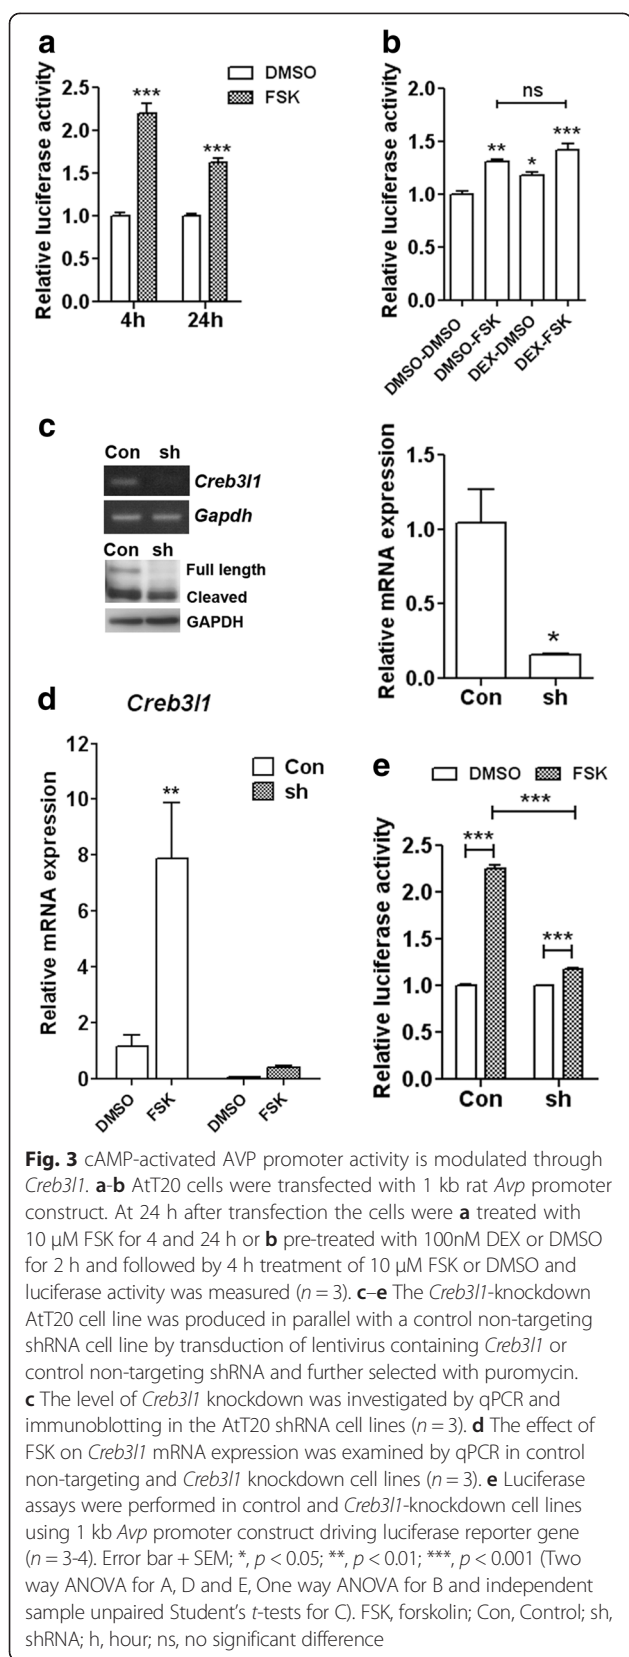 a
Relative luciferase activity
2.5
2.0
1.5
1.0
0.5
0.0
DMSO
FSK
***
***
4h
24h
b
Relative luciferase activity
2.0
1.5
1.0
0.5
0.0
ns
**
*
***
DMSO-DMSO
DMSO-FSK
DEX-DMSO
DEX-FSK
c
Con sh
Creb3l1
Gapdh
Con sh
Full length
Cleaved
GAPDH
Relative mRNA expression
1.5
1.0
0.5
0.0
*
Con
sh
d
Creb3l1
Relative mRNA expression
12
10
8
6
4
2
0
**
Con
sh
DMSO
FSK
DMSO
FSK
e
DMSO
FSK
Relative luciferase activity
2.5
2.0
1.5
1.0
0.5
0.0
***
***
***
Con
sh
Fig. 3 cAMP-activated AVP promoter activity is modulated through
Creb3l1. a-b AtT20 cells were transfected with 1 kb rat Avp promoter
construct. At 24 h after transfection the cells were a treated with
10 μM FSK for 4 and 24 h or b pre-treated with 100nM DEX or DMSO
for 2 h and followed by 4 h treatment of 10 μM FSK or DMSO and
luciferase activity was measured (n = 3). c–e The Creb3l1-knockdown
AtT20 cell line was produced in parallel with a control non-targeting
shRNA cell line by transduction of lentivirus containing Creb3l1 or
control non-targeting shRNA and further selected with puromycin.
c The level of Creb3l1 knockdown was investigated by qPCR and
immunoblotting in the AtT20 shRNA cell lines (n = 3). d The effect of
FSK on Creb3l1 mRNA expression was examined by qPCR in control
non-targeting and Creb3l1 knockdown cell lines (n = 3). e Luciferase
assays were performed in control and Creb3l1-knockdown cell lines
using 1 kb Avp promoter construct driving luciferase reporter gene
(n = 3-4). Error bar + SEM; *, p < 0.05; **, p < 0.01; ***, p < 0.001 (Two
way ANOVA for A, D and E, One way ANOVA for B and independent
sample unpaired Student's t-tests for C). FSK, forskolin; Con, Control; sh,
shRNA; h, hour; ns, no significant difference